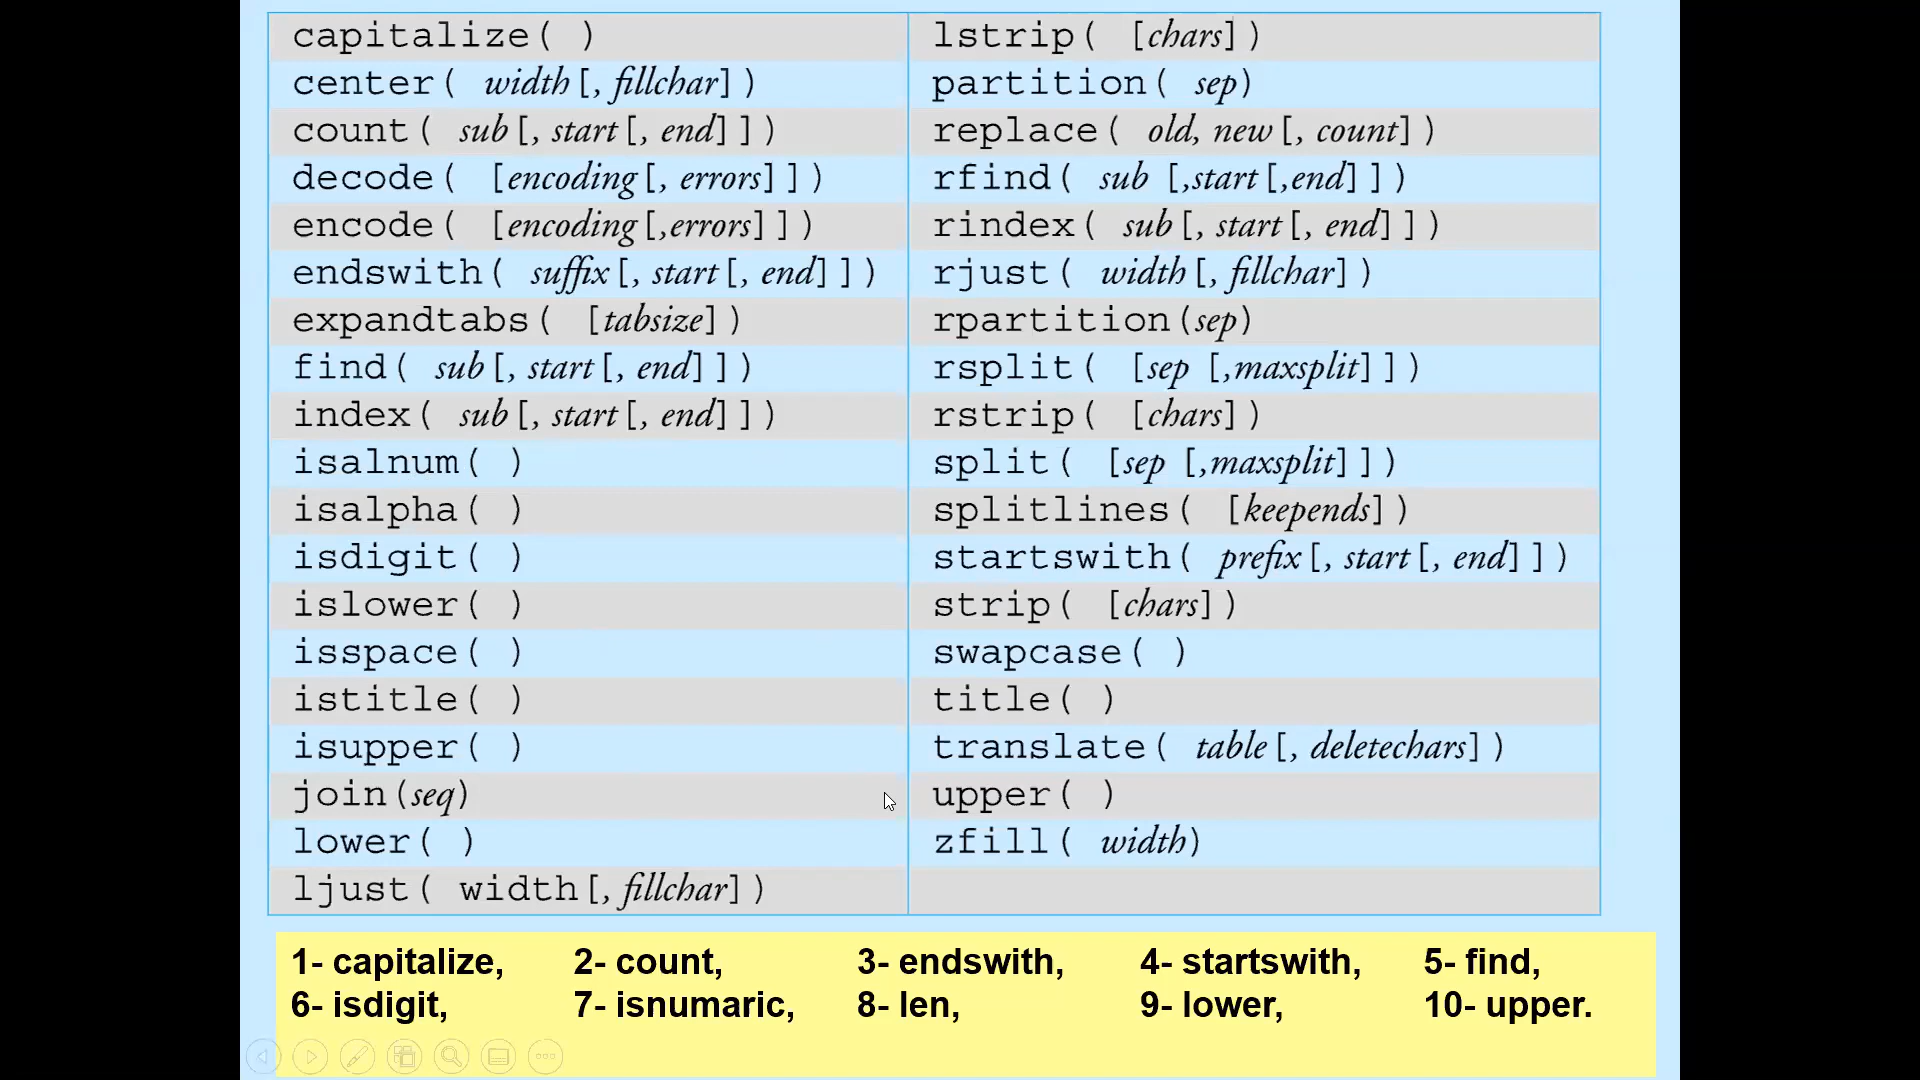 capitalize( )
center( width[, fillchar])
count( sub[, start[, end]])
decode( [encoding[, errors]])
encode( [encoding[,errors]])
endswith( suffix[, start[, end]])
expandtabs( [tabsize])
find( sub[, start[, end]])
index( sub[, start[, end]])
isalnum( )
isalpha( )
isdigit( )
islower( )
isspace( )
istitle( )
isupper( )
join(seq)
lower( )
ljust( width[, fillchar])
lstrip( [chars])
partition( sep)
replace( old, new[, count])
rfind( sub [,start[,end]])
rindex( sub[, start[, end]])
rjust( width[, fillchar])
rpartition(sep)
rsplit( [sep [,maxsplit]])
rstrip( [chars])
split( [sep [,maxsplit]])
splitlines( [keepends])
startswith( prefix[, start[, end]])
strip( [chars])
swapcase( )
title( )
translate( table[, deletechars])
upper( )
zfill( width)
1- capitalize, 2- count, 3- endswith, 4- startswith, 5- find,
6- isdigit, 7- isnumaric, 8- len, 9- lower, 10- upper.